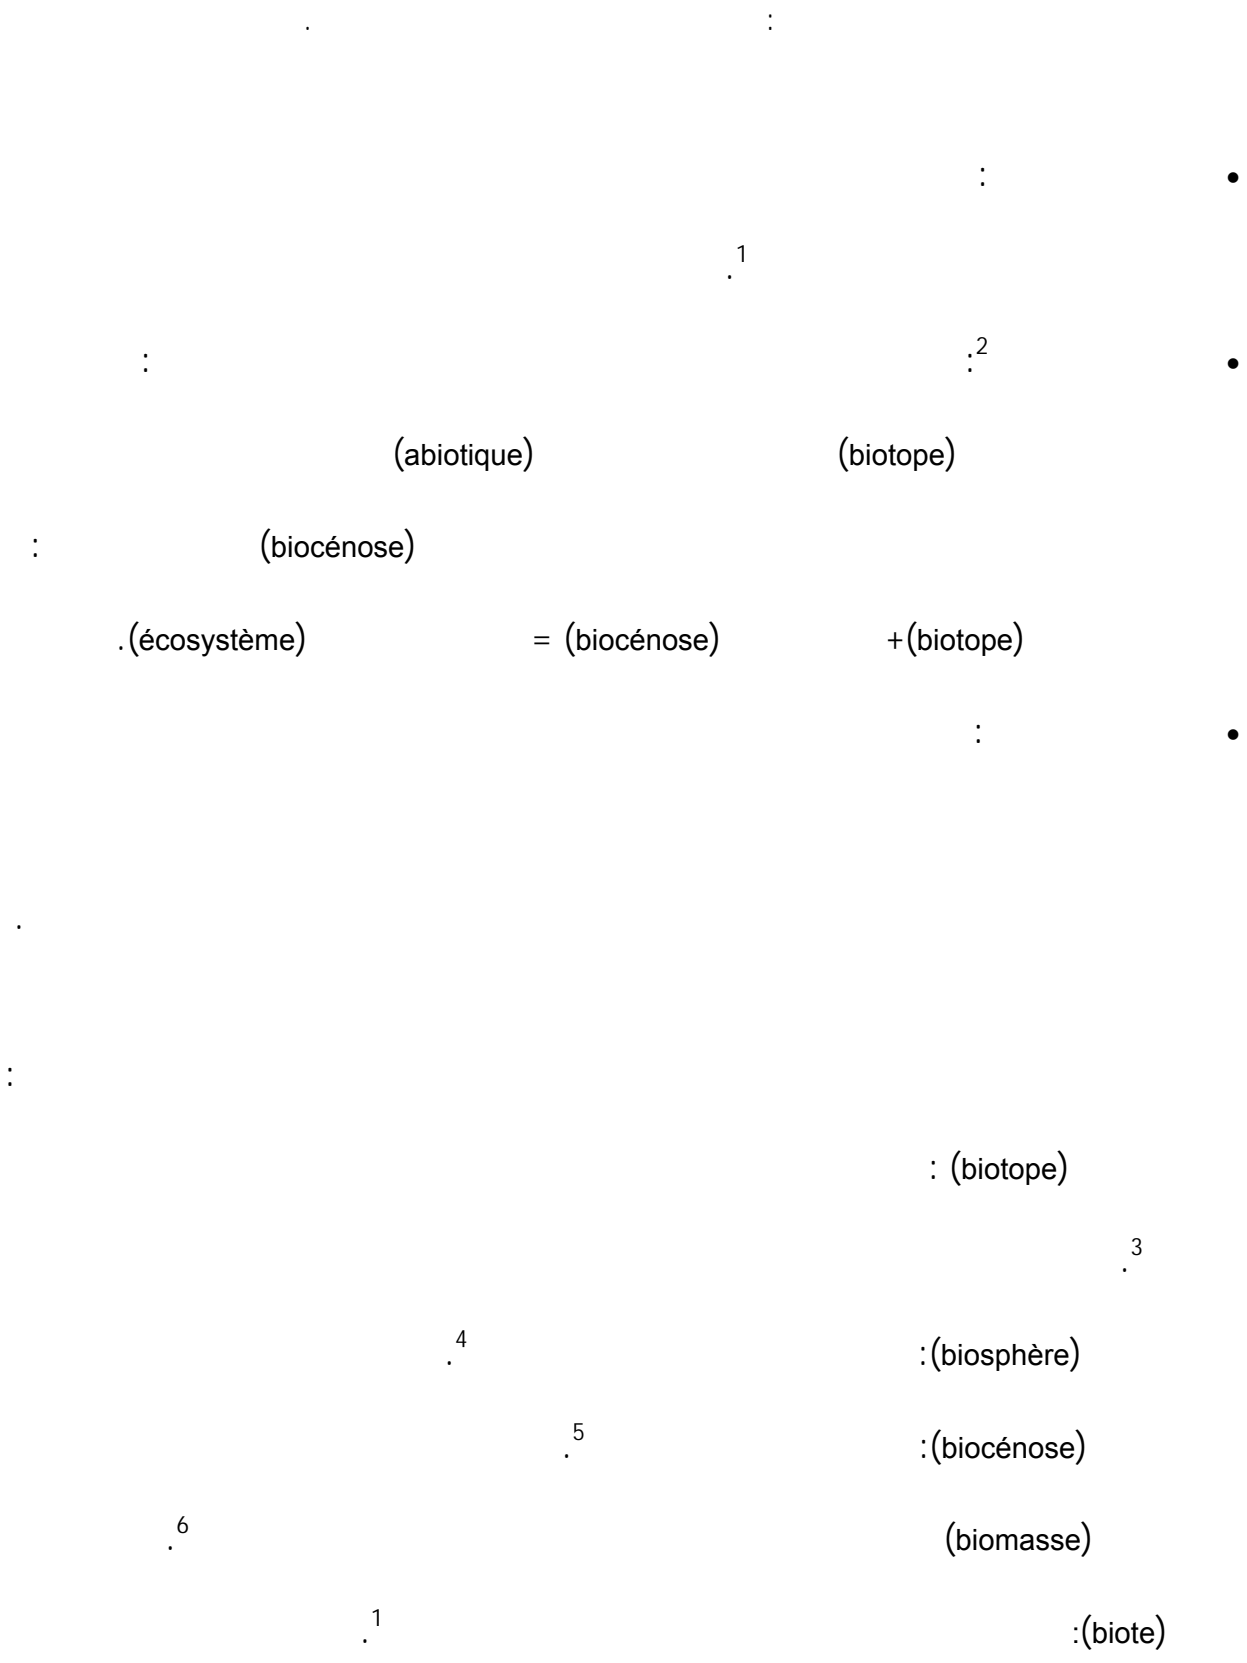 : .
• :
.1
• 2: :
(biotope) (abiotique)
(biocénose) :
(biotope)+ (biocénose) = (écosystème).
• :
.
:
(biotope) :
.3
(biosphère): .4
(biocénose): .5
(biomasse) .6
(biote): .1